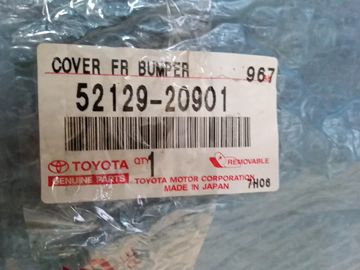 COVER FR BUMPER 967
52129-20901
TOYOTA QTY 1 REMOVABLE
GENUINE PARTS TOYOTA MOTOR CORPORATION
MADE IN JAPAN 7H06